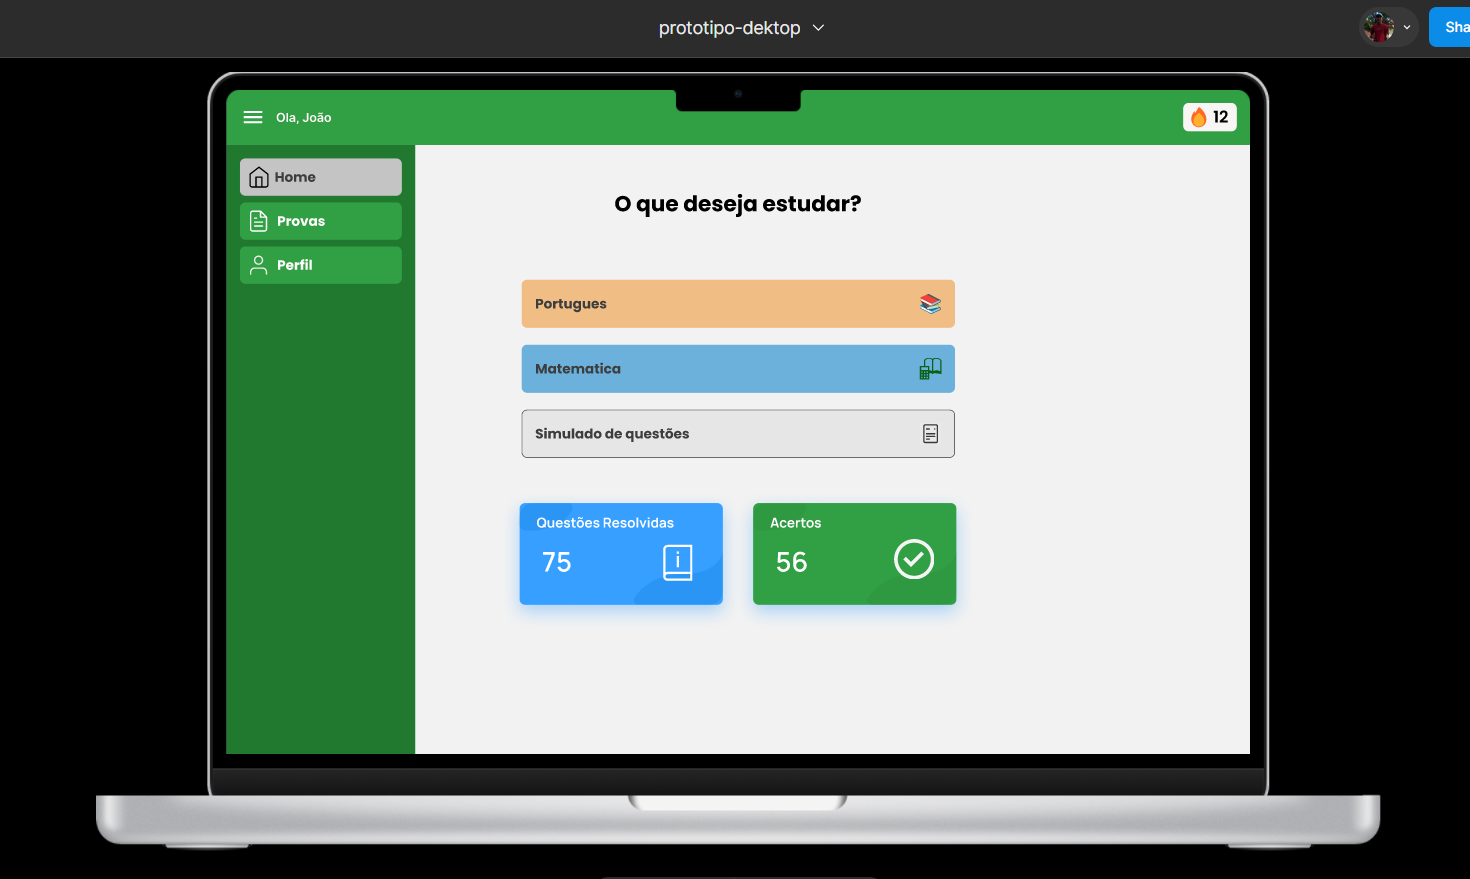 prototipo-dektop
Sha
Ola, João
12
Home
Provas
Perfil
O que deseja estudar?
Portugues
Matematica
Simulado de questões
Questões Resolvidas
75
Acertos
56